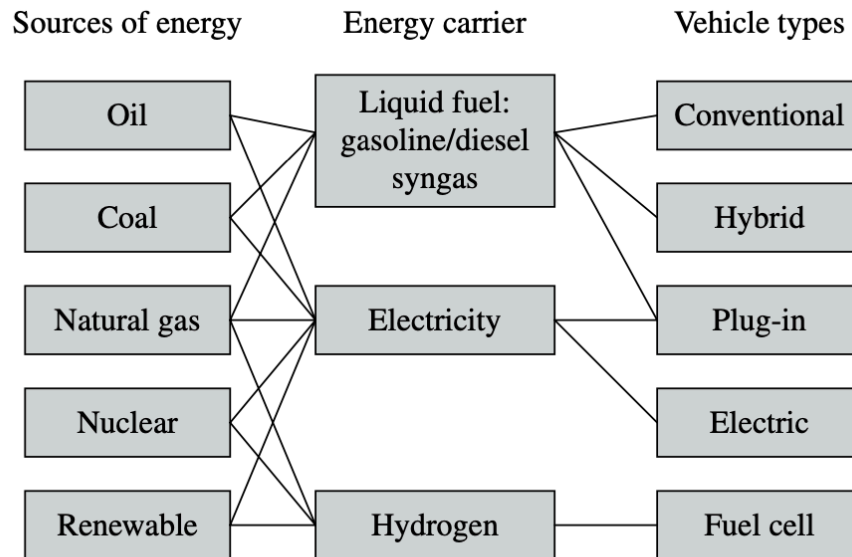 Sources of energy
Energy carrier
Vehicle types
Oil
Coal
Natural gas
Nuclear
Renewable
Liquid fuel:
gasoline/diesel
syngas
Electricity
Hydrogen
Conventional
Hybrid
Plug-in
Electric
Fuel cell